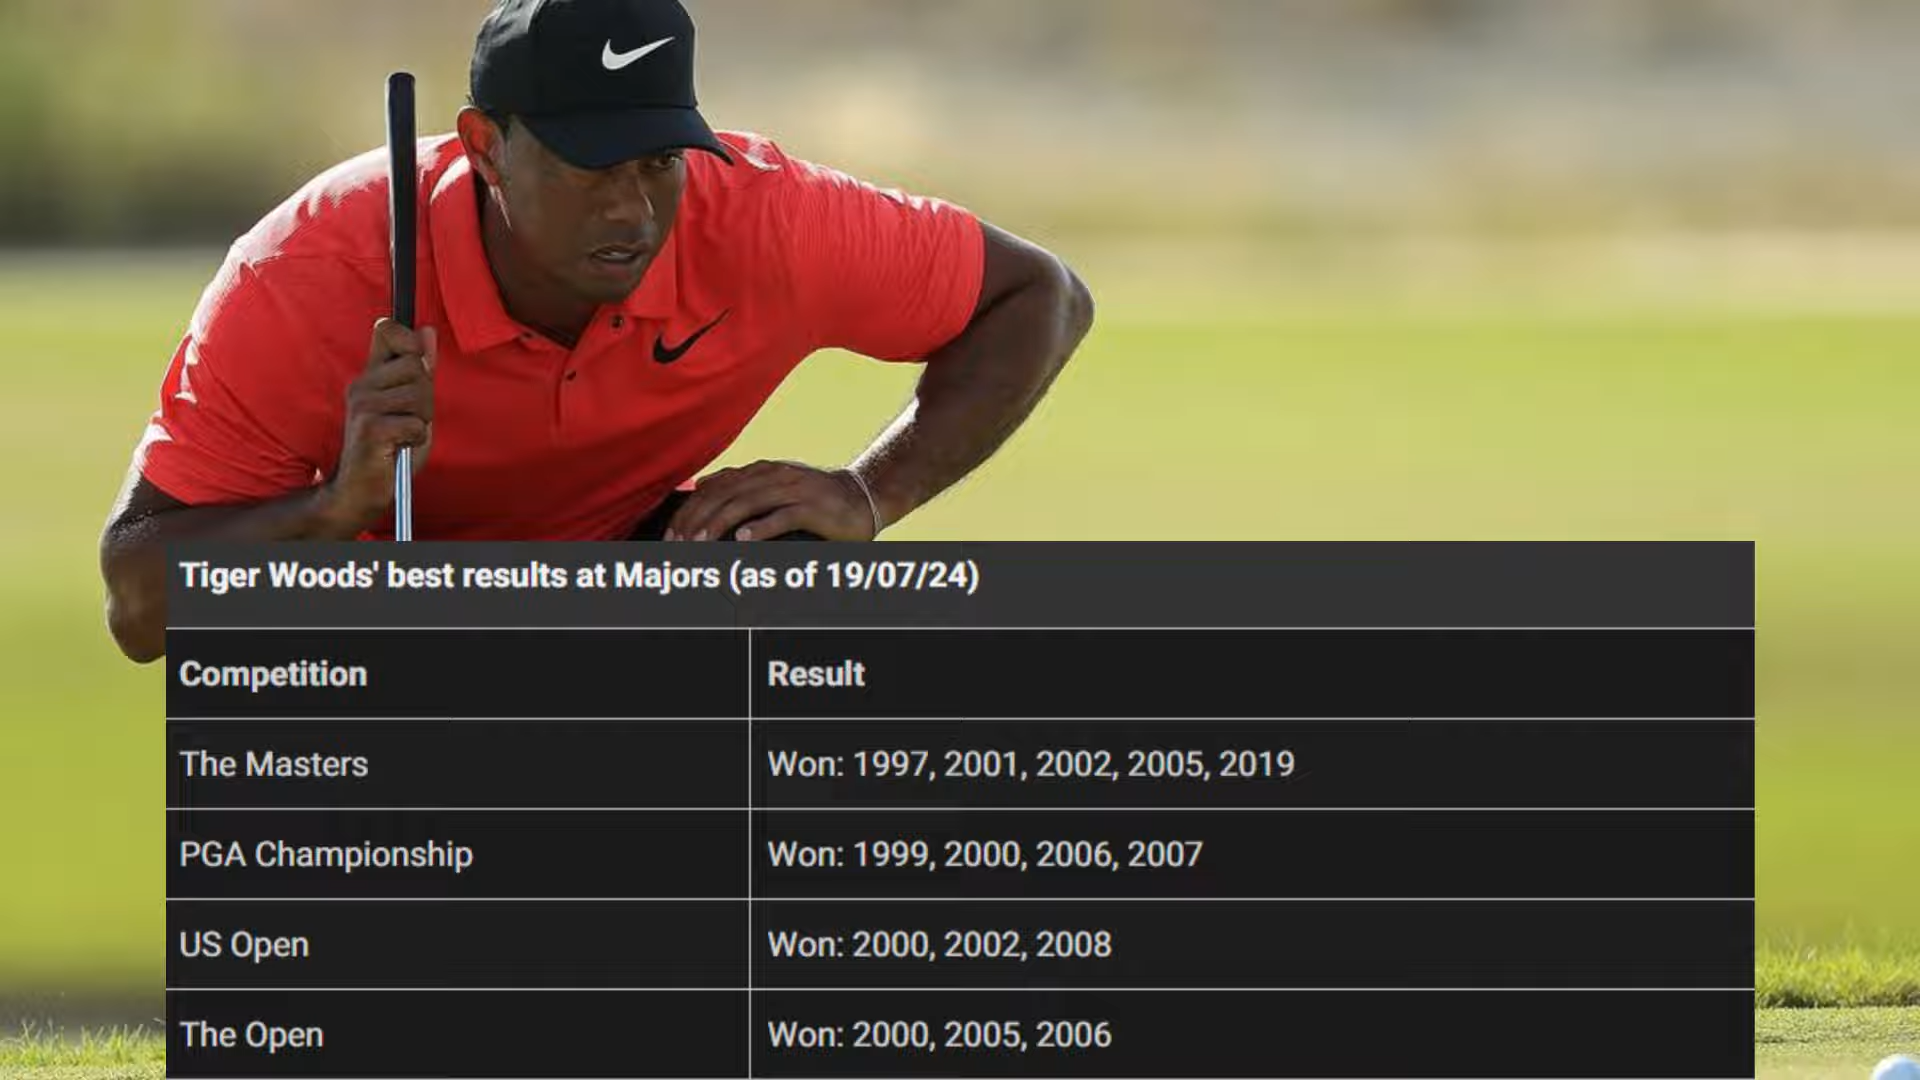 Tiger Woods' best results at Majors (as of 19/07/24)
Competition Result
The Masters Won: 1997, 2001, 2002, 2005, 2019
PGA Championship Won: 1999, 2000, 2006, 2007
US Open Won: 2000, 2002, 2008
The Open Won: 2000, 2005, 2006